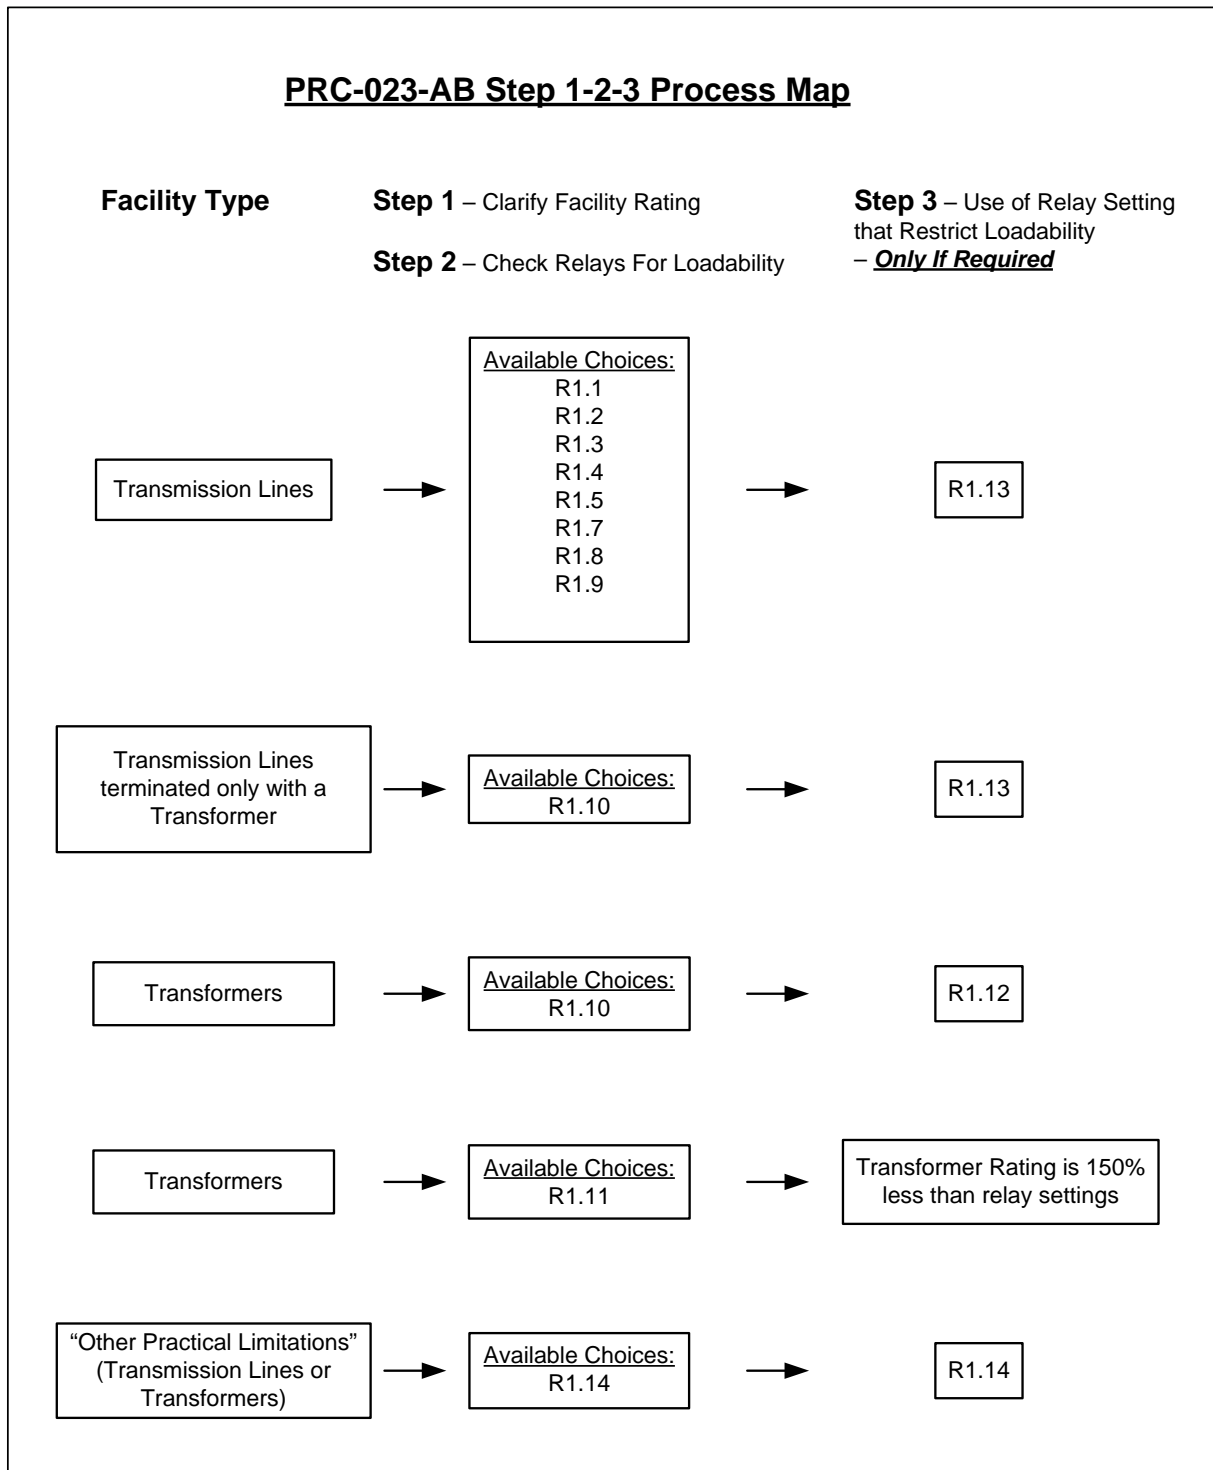 PRC-023-AB Step 1-2-3 Process Map
Facility Type
Step 1 – Clarify Facility Rating
Step 2 – Check Relays For Loadability
Step 3 – Use of Relay Setting
that Restrict Loadability
– Only If Required
Transmission Lines
Available Choices:
R1.1
R1.2
R1.3
R1.4
R1.5
R1.7
R1.8
R1.9
R1.13
Transmission Lines
terminated only with a
Transformer
Available Choices:
R1.10
R1.13
Transformers
Available Choices:
R1.10
R1.12
Transformers
Available Choices:
R1.11
Transformer Rating is 150%
less than relay settings
“Other Practical Limitations”
(Transmission Lines or
Transformers)
Available Choices:
R1.14
R1.14